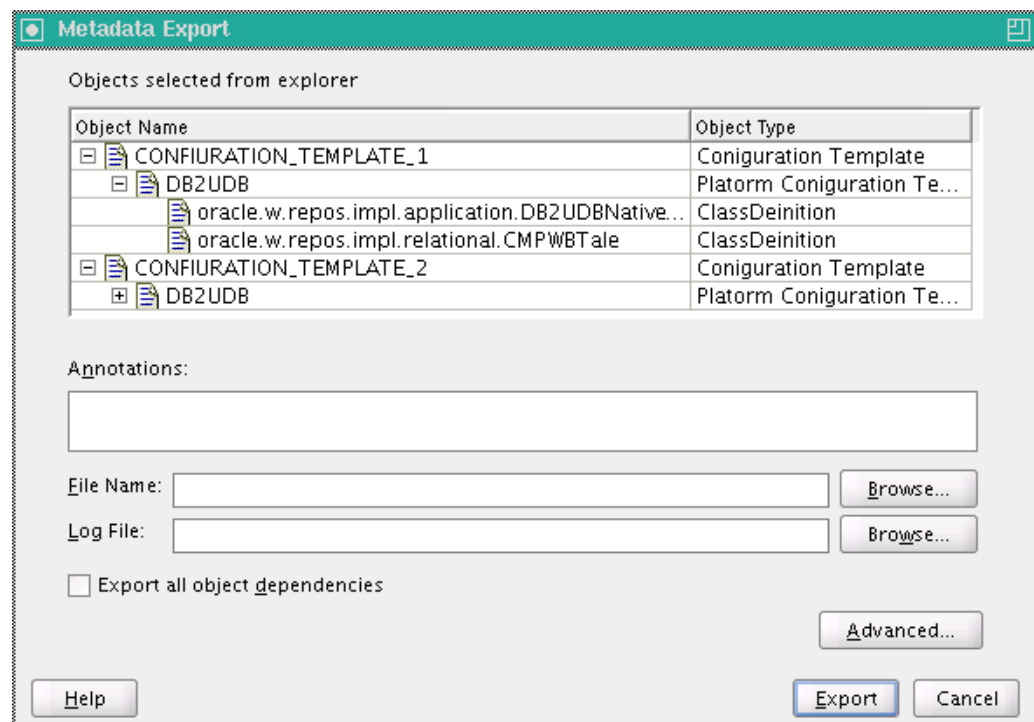 Metadata Export
Objects selected from explorer
Object Name Object Type
CONFIURATION_TEMPLATE_1 Coniguration Template
DB2UDB Platorm Coniguration Te...
oracle.w.repos.impl.application.DB2UDBNative... ClassDeinition
oracle.w.repos.impl.relational.CMPWBTale ClassDeinition
CONFIURATION_TEMPLATE_2 Coniguration Template
DB2UDB Platorm Coniguration Te...
Annotations:
File Name: Browse...
Log File: Browse...
Export all object dependencies
Advanced...
Help Export Cancel